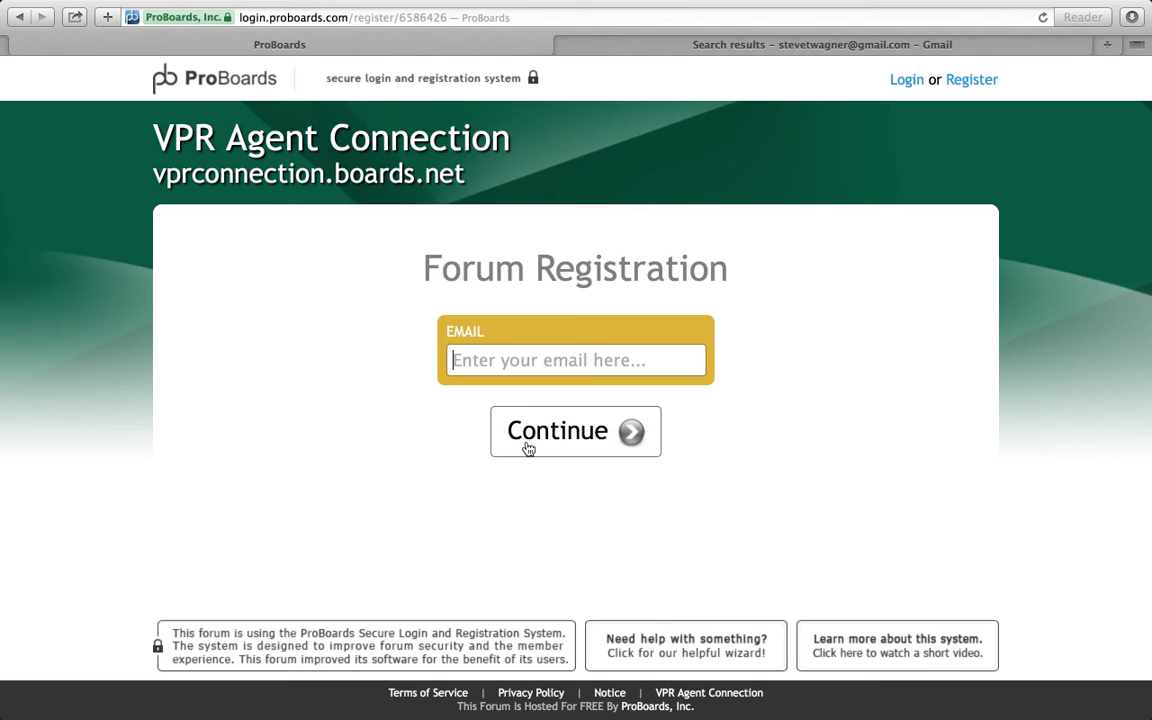 ProBoards, Inc. login.proboards.com/register/6586426 — ProBoards Reader
ProBoards Search results – stevetwagner@gmail.com – Gmail
pb ProBoards secure login and registration system Login or Register
VPR Agent Connection
vprconnection.boards.net
Forum Registration
EMAIL
Enter your email here...
Continue
This forum is using the ProBoards Secure Login and Registration System.
The system is designed to improve forum security and the member
experience. This forum improved its software for the benefit of its users.
Need help with something?
Click for our helpful wizard!
Learn more about this system.
Click here to watch a short video.
Terms of Service | Privacy Policy | Notice | VPR Agent Connection
This Forum Is Hosted For FREE By ProBoards, Inc.